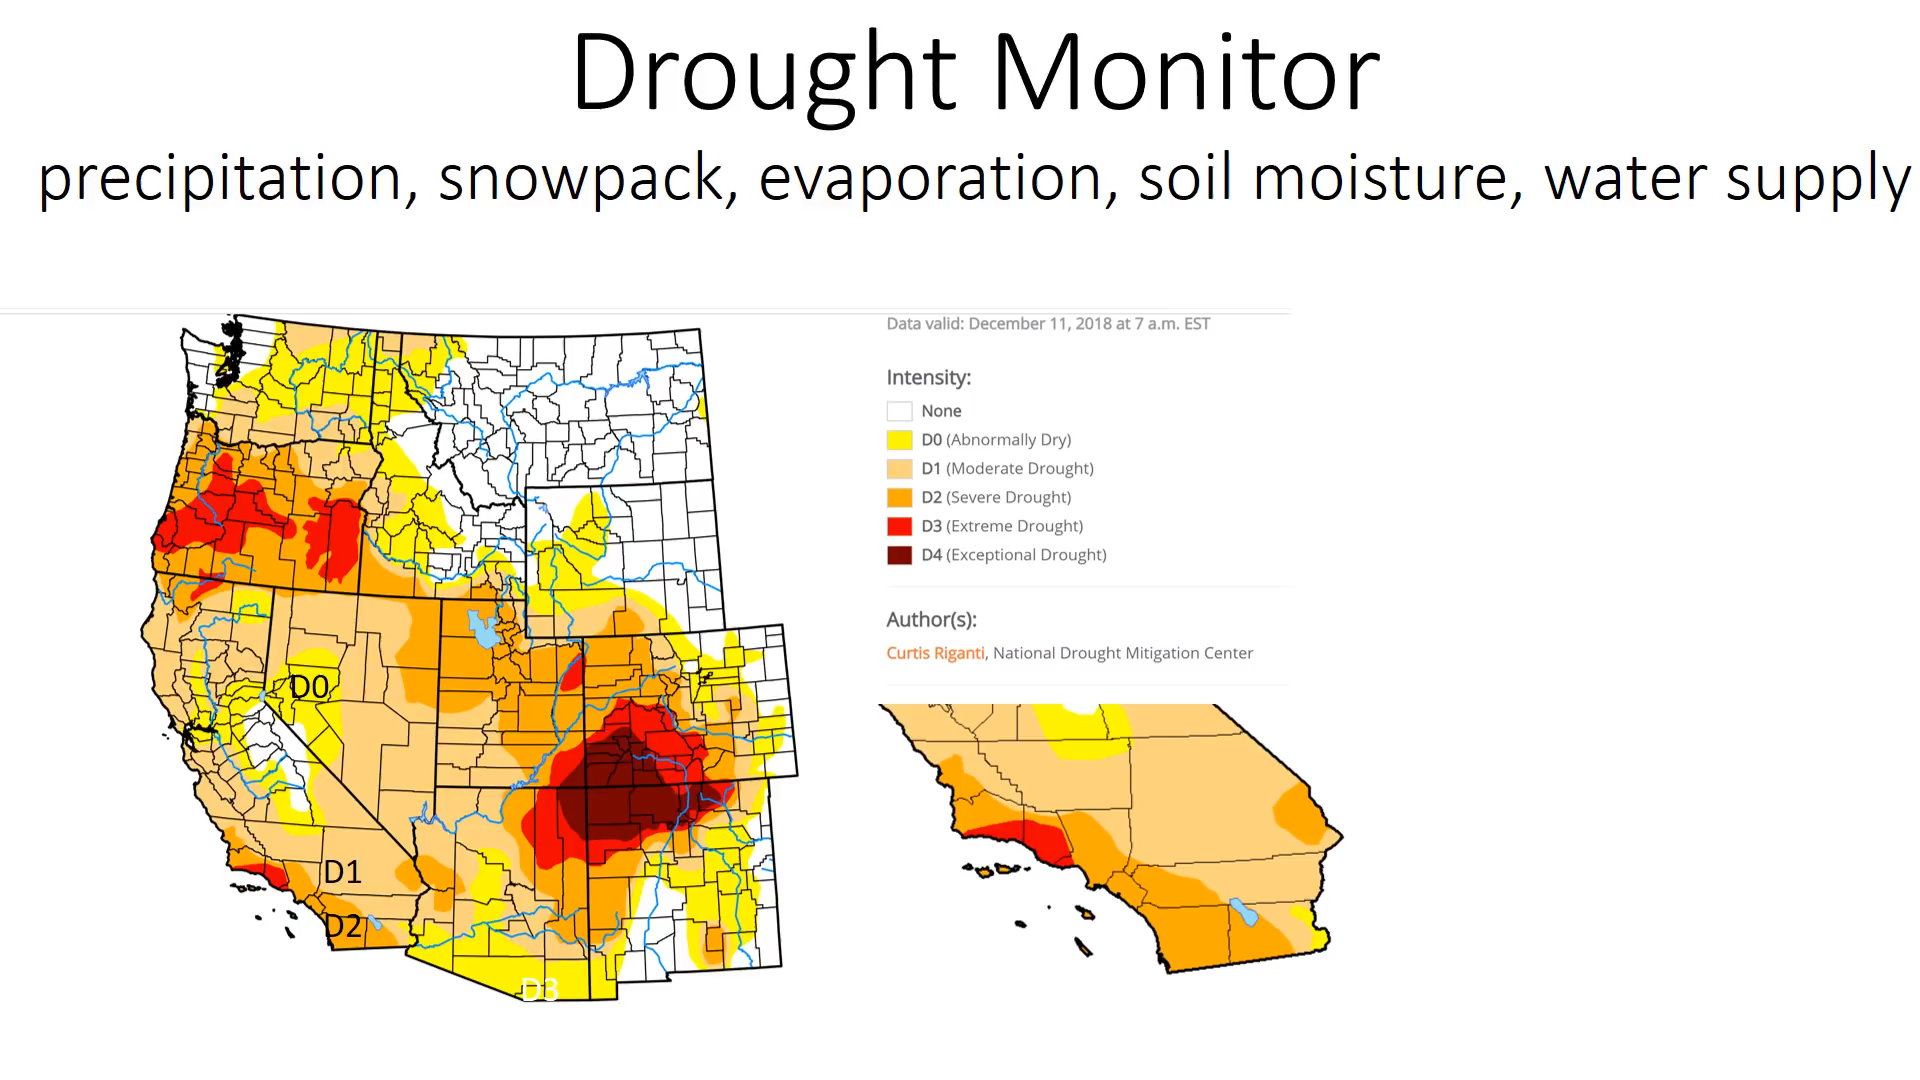 Drought Monitor
precipitation, snowpack, evaporation, soil moisture, water supply
Data valid: December 11, 2018 at 7 a.m. EST
Intensity:
None
D0 (Abnormally Dry)
D1 (Moderate Drought)
D2 (Severe Drought)
D3 (Extreme Drought)
D4 (Exceptional Drought)
Author(s):
Curtis Riganti, National Drought Mitigation Center
D0
D1
D2
D3